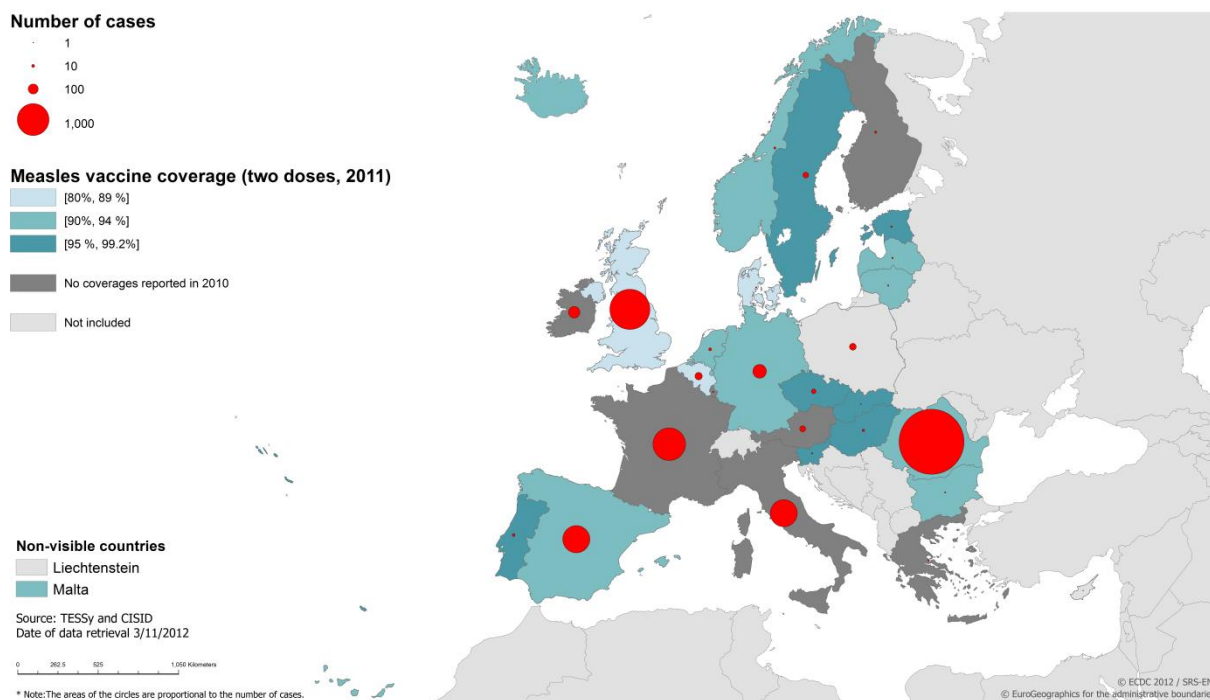 Number of cases
1
10
100
1,000
Measles vaccine coverage (two doses, 2011)
[80%, 89 %]
[90%, 94 %]
[95 %, 99.2%]
No coverages reported in 2010
Not included
Non-visible countries
Liechtenstein
Malta
Source: TESSy and CISID
Date of data retrieval 3/11/2012
0 262.5 525 1,050 Kilometers
* Note:The areas of the circles are proportional to the number of cases.
© ECDC 2012 / SRS-EN
© EuroGeographics for the administrative boundarie